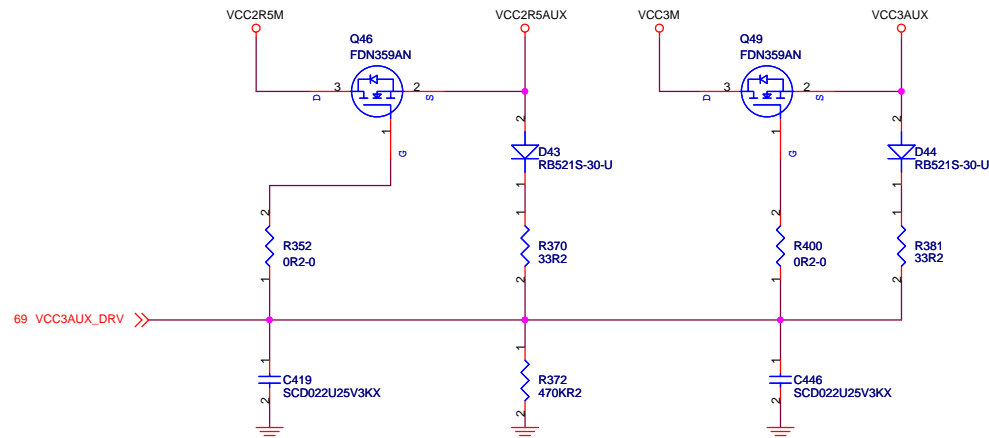 VCC2R5M
VCC2R5AUX
VCC3M
VCC3AUX
Q46
FDN359AN
Q49
FDN359AN
3
2
D
S
1
G
3
2
D
S
1
G
2
D43
RB521S-30-U
1
2
D44
RB521S-30-U
1
2
R352
0R2-0
1
1
R370
33R2
2
2
R400
0R2-0
1
1
R381
33R2
2
69 VCC3AUX_DRV
1
C419
SCD022U25V3KX
2
1
R372
470KR2
2
1
C446
SCD022U25V3KX
2